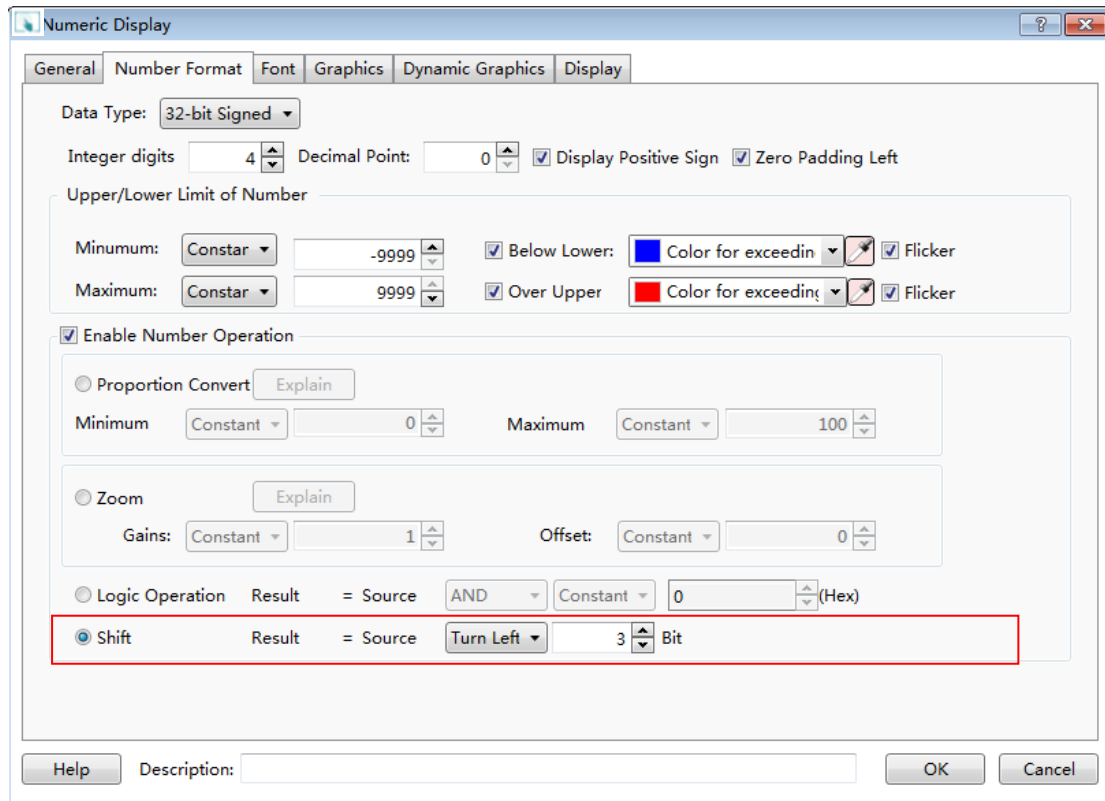 Numeric Display
General Number Format Font Graphics Dynamic Graphics Display
Data Type: 32-bit Signed
Integer digits 4 Decimal Point: 0 Display Positive Sign Zero Padding Left
Upper/Lower Limit of Number
Minumum: Constar -9999 Below Lower: Color for exceedin Flicker
Maximum: Constar 9999 Over Upper Color for exceeding Flicker
Enable Number Operation
Proportion Convert Explain
Minimum Constant 0 Maximum Constant 100
Zoom Explain
Gains: Constant 1 Offset: Constant 0
Logic Operation Result = Source AND Constant 0 (Hex)
Shift Result = Source Turn Left 3 Bit
Help Description: OK Cancel